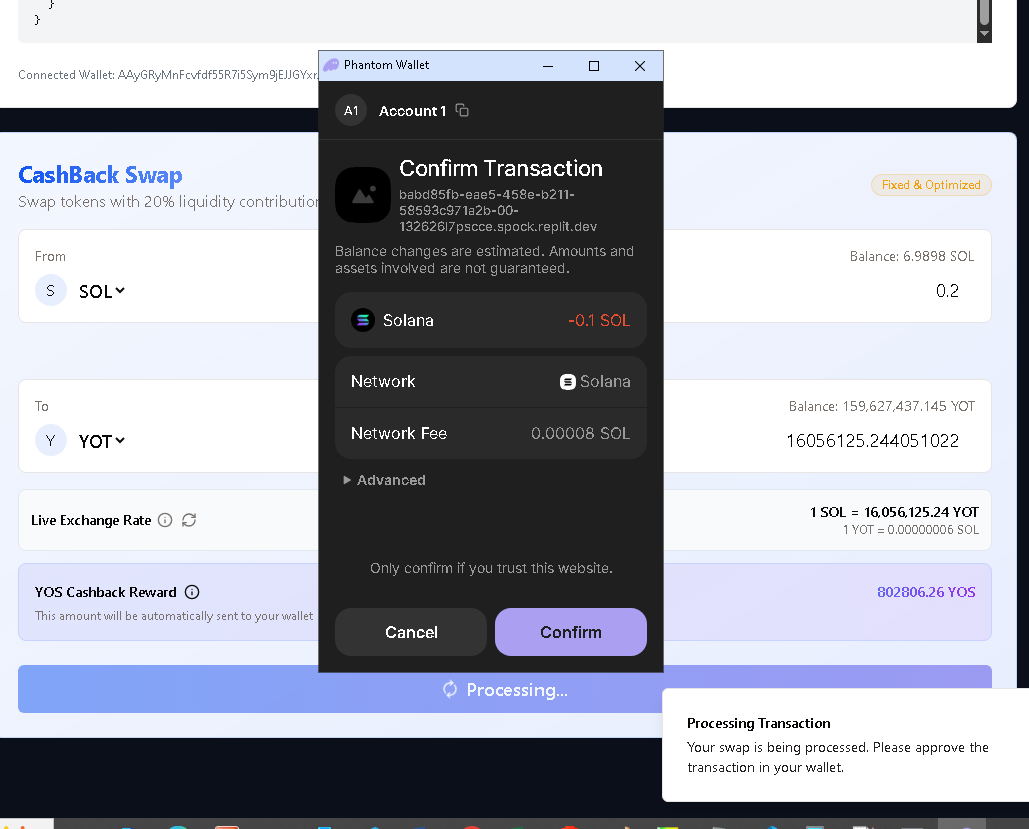 }
}
Connected Wallet: AAyGRyMnFcvfdf55R7i5Sym9jEJJGYxr
CashBack Swap
Swap tokens with 20% liquidity contribution
Fixed & Optimized
From
Balance: 6.9898 SOL
S
SOL
0.2
To
Balance: 159,627,437.145 YOT
Y
YOT
16056125.244051022
Live Exchange Rate
1 SOL = 16,056,125.24 YOT
1 YOT = 0.00000006 SOL
YOS Cashback Reward
802806.26 YOS
This amount will be automatically sent to your wallet
Processing...
Phantom Wallet
A1
Account 1
Confirm Transaction
babd85fb-eae5-458e-b211-
58593c971a2b-00-
132626l7pscce.spock.replit.dev
Balance changes are estimated. Amounts and
assets involved are not guaranteed.
Solana
-0.1 SOL
Network
Solana
Network Fee
0.00008 SOL
Advanced
Only confirm if you trust this website.
Cancel
Confirm
Processing Transaction
Your swap is being processed. Please approve the
transaction in your wallet.